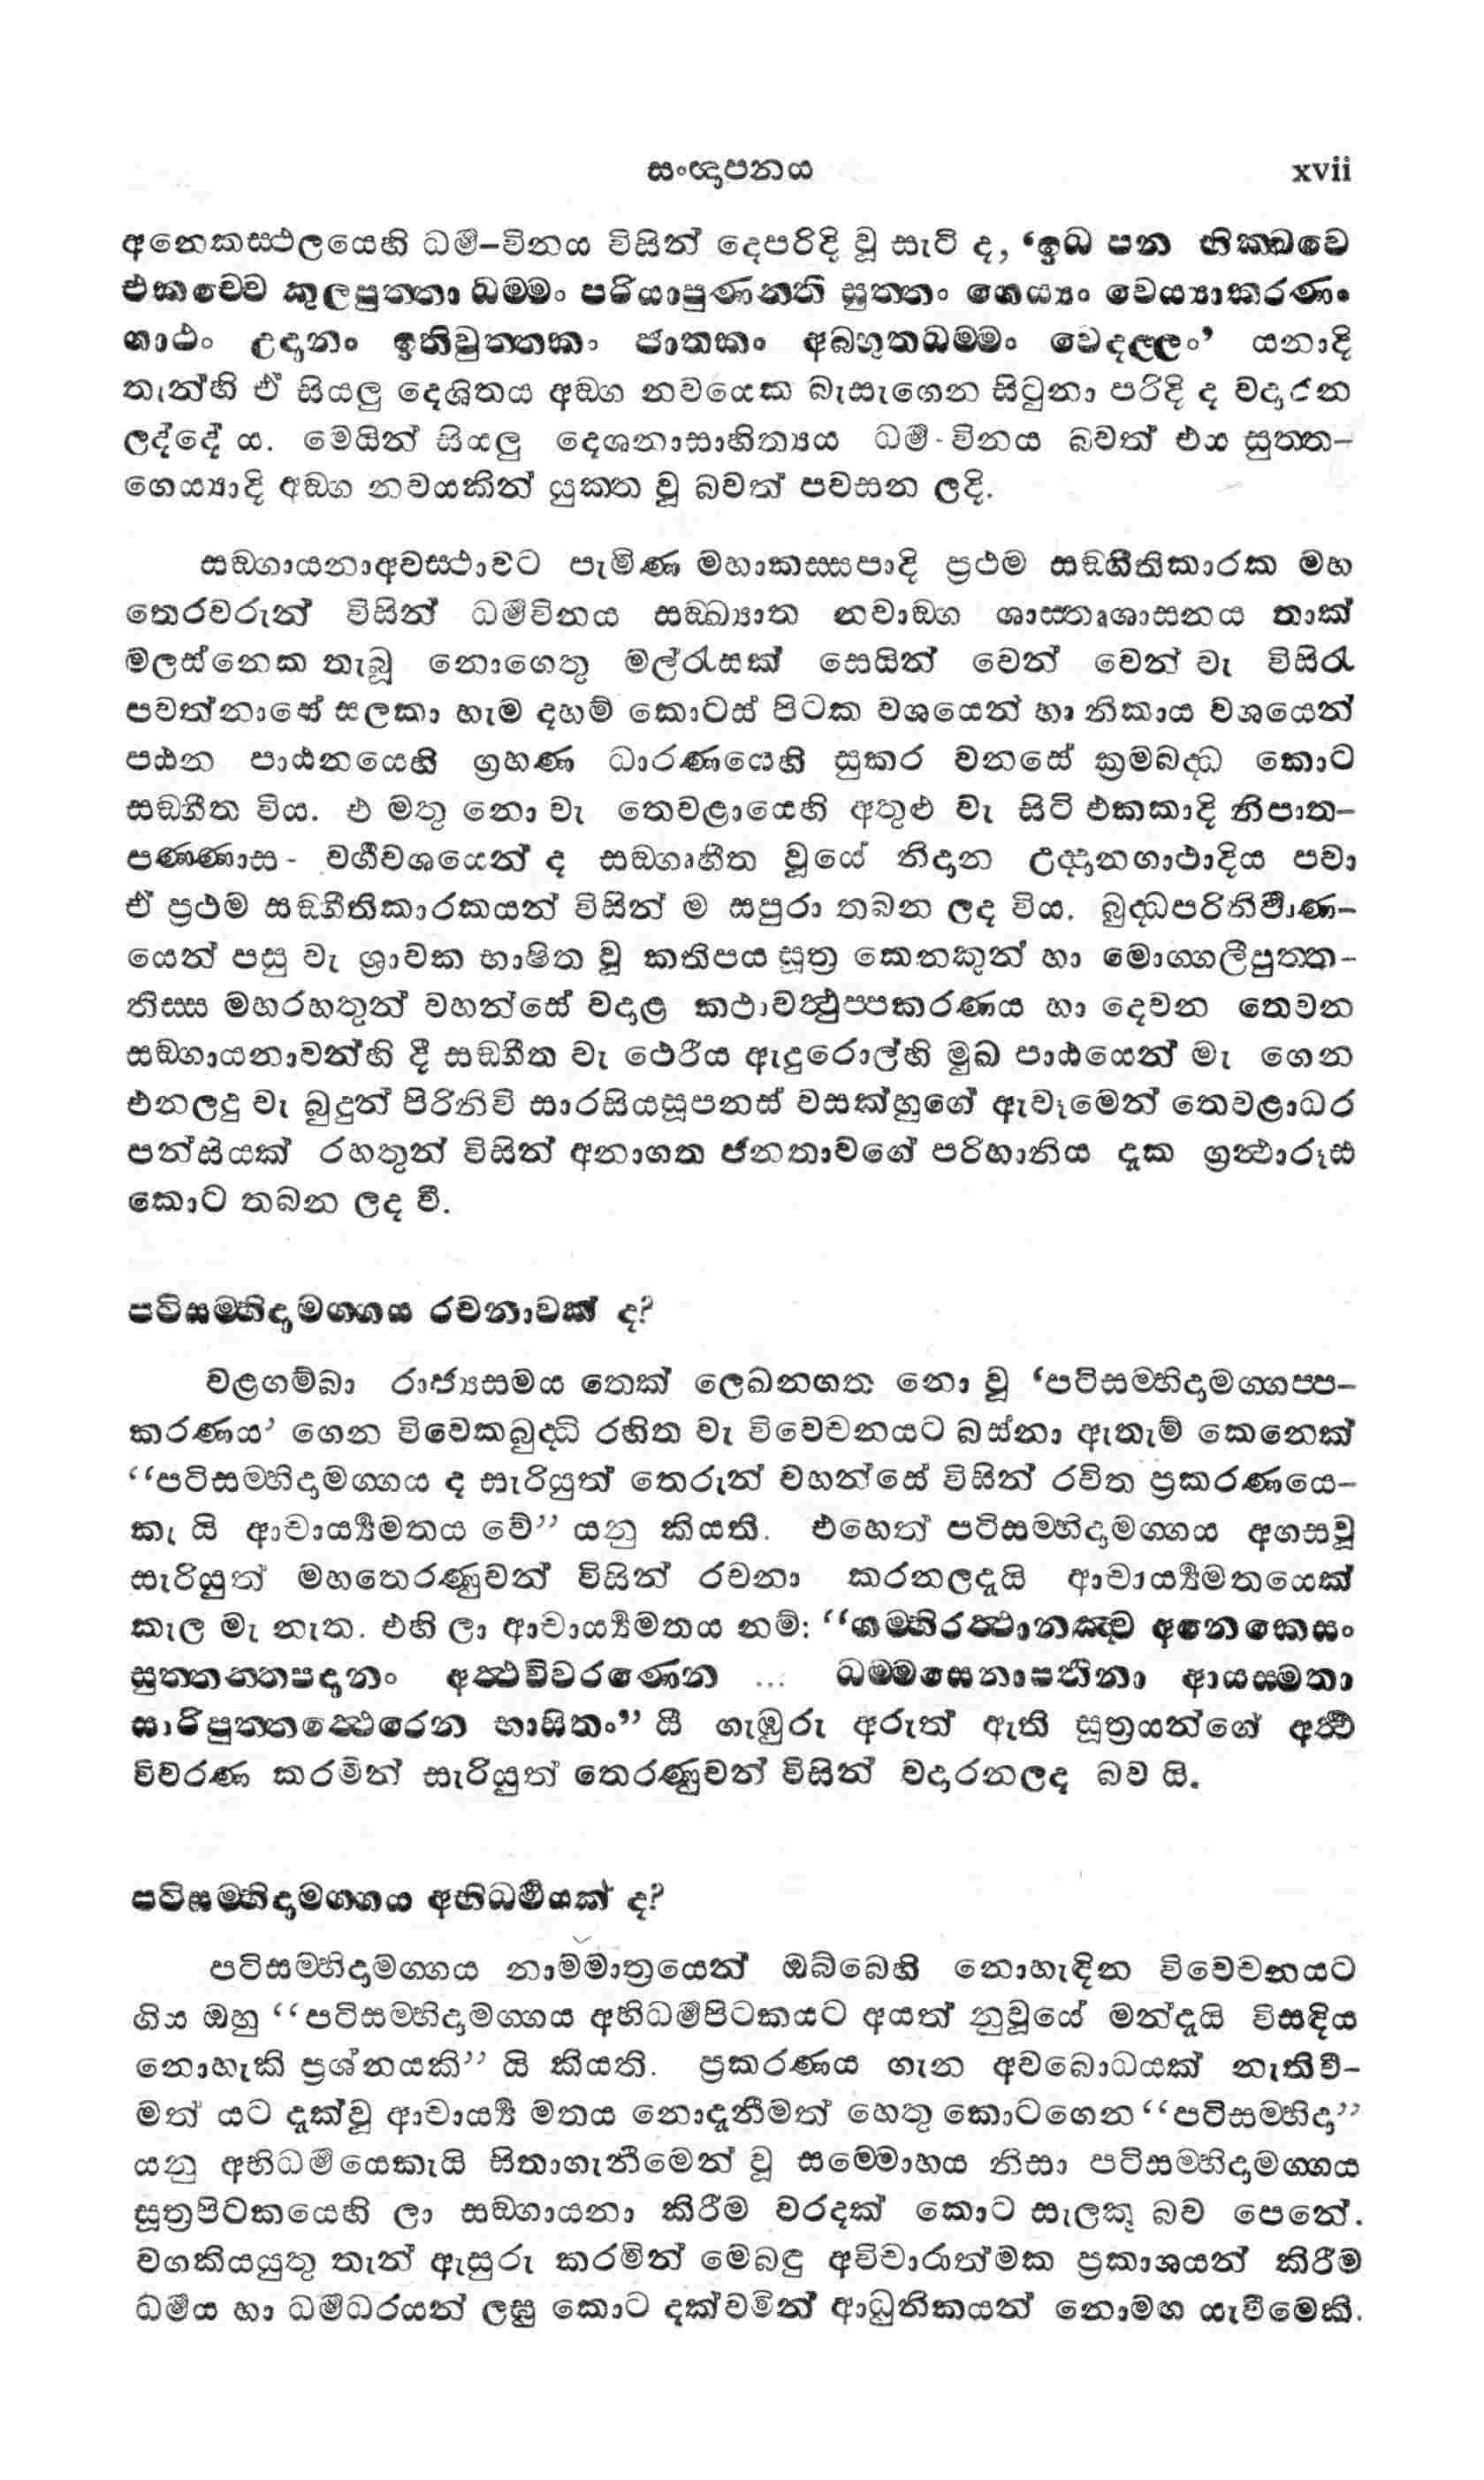 සංඥාපනය xvii
අනෙකස්ථලයෙහි ධර්ම–විනය විසින් දෙපරිදි වූ සැටි ද, ‘ඉධ පන භික්ඛවෙ
එකච්චෙ කුලපුත්තා ධම්මං පරියාපුණන්ති සුත්තං ගෙය්‍යං වෙය්‍යාකරණං
ගාථං උදානං ඉතිවුත්තකං ජාතකං අබ්භුතධම්මං වෙදල්ලං’ යනාදි
තැන්හි ඒ සියලු දෙශිතය අඞ්ග නවයෙක බැසැගෙන සිටුනා පරිදි ද වදාරන
ලද්දේ ය. මෙයින් සියලු දෙශනාසාහිත්‍යය ධර්ම-විනය බවත් එය සුත්ත–
ගෙය්‍යාදි අඞ්ග නවයකින් යුක්ත වූ බවත් පවසන ලදි.
සඞ්ගායනාඅවස්ථාවට පැමිණ මහාකස්සපාදි ප්‍රථම සඞ්ගීතිකාරක මහ
තෙරවරුන් විසින් ධර්මවිනය සඞ්ඛ්‍යාත නවාඞ්ග ශාස්තෘශාසනය තාක්
මලස්නෙක තැබූ නොගෙතු මල්රැසක් සෙයින් වෙන් වෙන් වැ විසිරැ
පවත්නාසේ සලකා හැම දහම් කොටස් පිටක වශයෙන් හා නිකාය වශයෙන්
පඨන පාඨනයෙහි ග්‍රහණ ධාරණයෙහි සුකර වනසේ ක්‍රමබද්ධ කොට
සඞ්ගීත විය. එ මතු නො වැ තෙවළායෙහි අතුළු වැ සිටි එකකාදි නිපාත–
පණ්ණාස - වර්ගවශයෙන් ද සඞ්ගෘහීත වූයේ නිදාන උද්දානගාථාදිය පවා
ඒ ප්‍රථම සඞ්ගීතිකාරකයන් විසින් ම සපුරා තබන ලද විය. බුද්ධපරිනිර්වාණ–
යෙන් පසු වැ ශ්‍රාවක භාෂිත වූ කතිපය සූත්‍ර කෙනකුන් හා මොග්ගලීපුත්ත–
තිස්ස මහරහතුන් වහන්සේ වදාළ කථාවත්ථුප්පකරණය හා දෙවන තෙවන
සඞ්ගායනාවන්හි දී සඞ්ගීත වැ ථෙරීය ඇදුරොල්හි මුඛ පාඨයෙන් මැ ගෙන
එනලදු වැ බුදුන් පිරිනිවි සාරසියසූපනස් වසක්හුගේ ඇවෑමෙන් තෙවළාධර
පන්සියක් රහතුන් විසින් අනාගත ජනතාවගේ පරිහානිය දැක ග්‍රන්ථාරූඪ
කොට තබන ලද වී.
පටිසම්භිදාමග්ගය රචනාවක් ද?
වළගම්බා රාජ්‍යසමය තෙක් ලෙඛනගත නො වූ ‘පටිසම්භිදාමග්ගප්ප–
කරණය’ ගෙන විවෙකබුද්ධි රහිත වැ විවෙචනයට බස්නා ඇතැම් කෙනෙක්
“පටිසම්භිදාමග්ගය ද සැරියුත් තෙරුන් වහන්සේ විසින් රචිත ප්‍රකරණයෙ–
කැ යි ආචාර්‍ය්‍යමතය වේ” යනු කියති. එහෙත් පටිසම්භිදාමග්ගය අගසවූ
සැරියුත් මහතෙරණුවන් විසින් රචනා කරනලදැයි ආචාර්‍ය්‍යමතයෙක්
කැල මැ නැත. එහි ලා ආචාර්‍ය්‍යමතය නම්: “ගම්භිරත්ථානඤ්ච අනෙකෙසං
සුත්තන්තපදානං අත්ථවිවරණෙන ... ධම්මසෙනාපතිනා ආයස්මතා
සාරිපුත්තත්ථෙරෙන භාසිතං” යී ගැඹුරු අරුත් ඇති සූත්‍රයන්ගේ අර්ත්‍ථ
විවරණ කරමින් සැරියුත් තෙරණුවන් විසින් වදාරනලද බව යි.
පටිසම්භිදාමග්ගය අභිධර්මයක් ද?
පටිසම්භිදාමග්ගය නාමමාත්‍රයෙන් ඔබ්බෙහි නොහැඳින විවෙචනයට
ගිය ඔහු “පටිසම්භිදාමග්ගය අභිධර්මපිටකයට අයත් නුවූයේ මන්දැයි විසඳිය
නොහැකි ප්‍රශ්නයකි” යි කියති. ප්‍රකරණය ගැන අවබොධයක් නැතිවී–
මත් යට දැක්වූ ආචාර්‍ය්‍ය මතය නොදැනීමත් හෙතු කොටගෙන “පටිසම්භිදා”
යනු අභිධර්මයෙකැයි සිතාගැනීමෙන් වූ සම්මොහය නිසා පටිසම්භිදාමග්ගය
සූත්‍රපිටකයෙහි ලා සඞ්ගායනා කිරීම වරදක් කොට සැලකූ බව පෙනේ.
වගකියයුතු තැන් ඇසුරු කරමින් මෙබඳු අවිචාරාත්මක ප්‍රකාශයන් කිරීම
ධර්මය හා ධර්මධරයන් ලඝු කොට දක්වමින් ආධුනිකයන් නොමඟ යැවීමෙකි.